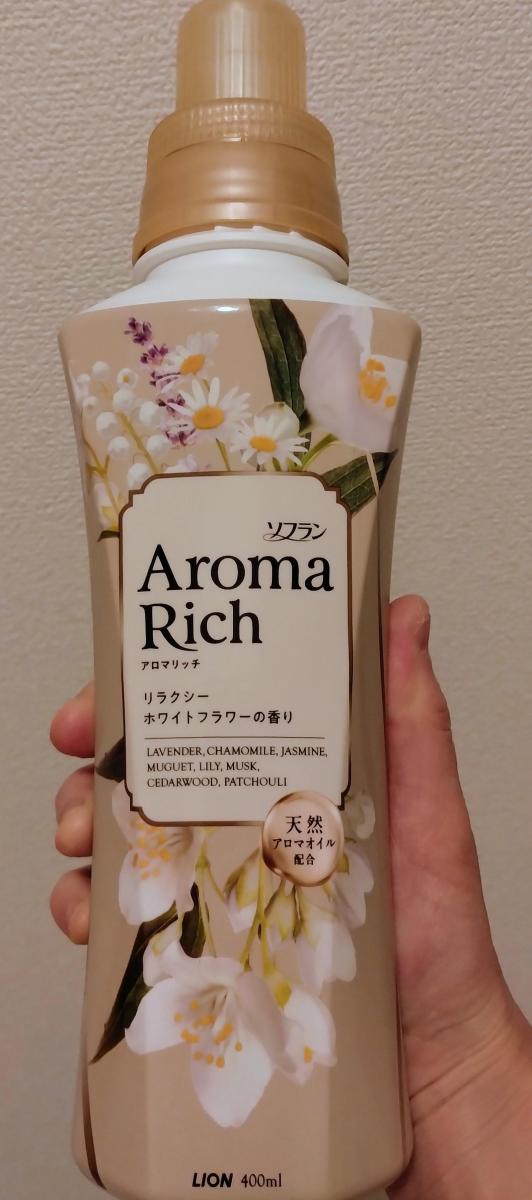 ソフラン
Aroma
Rich
アロマリッチ
リラクシー
ホワイトフラワーの香り
LAVENDER, CHAMOMILE, JASMINE,
MUGUET, LILY, MUSK,
CEDARWOOD, PATCHOULI
天然
アロマオイル
配合
LION 400ml